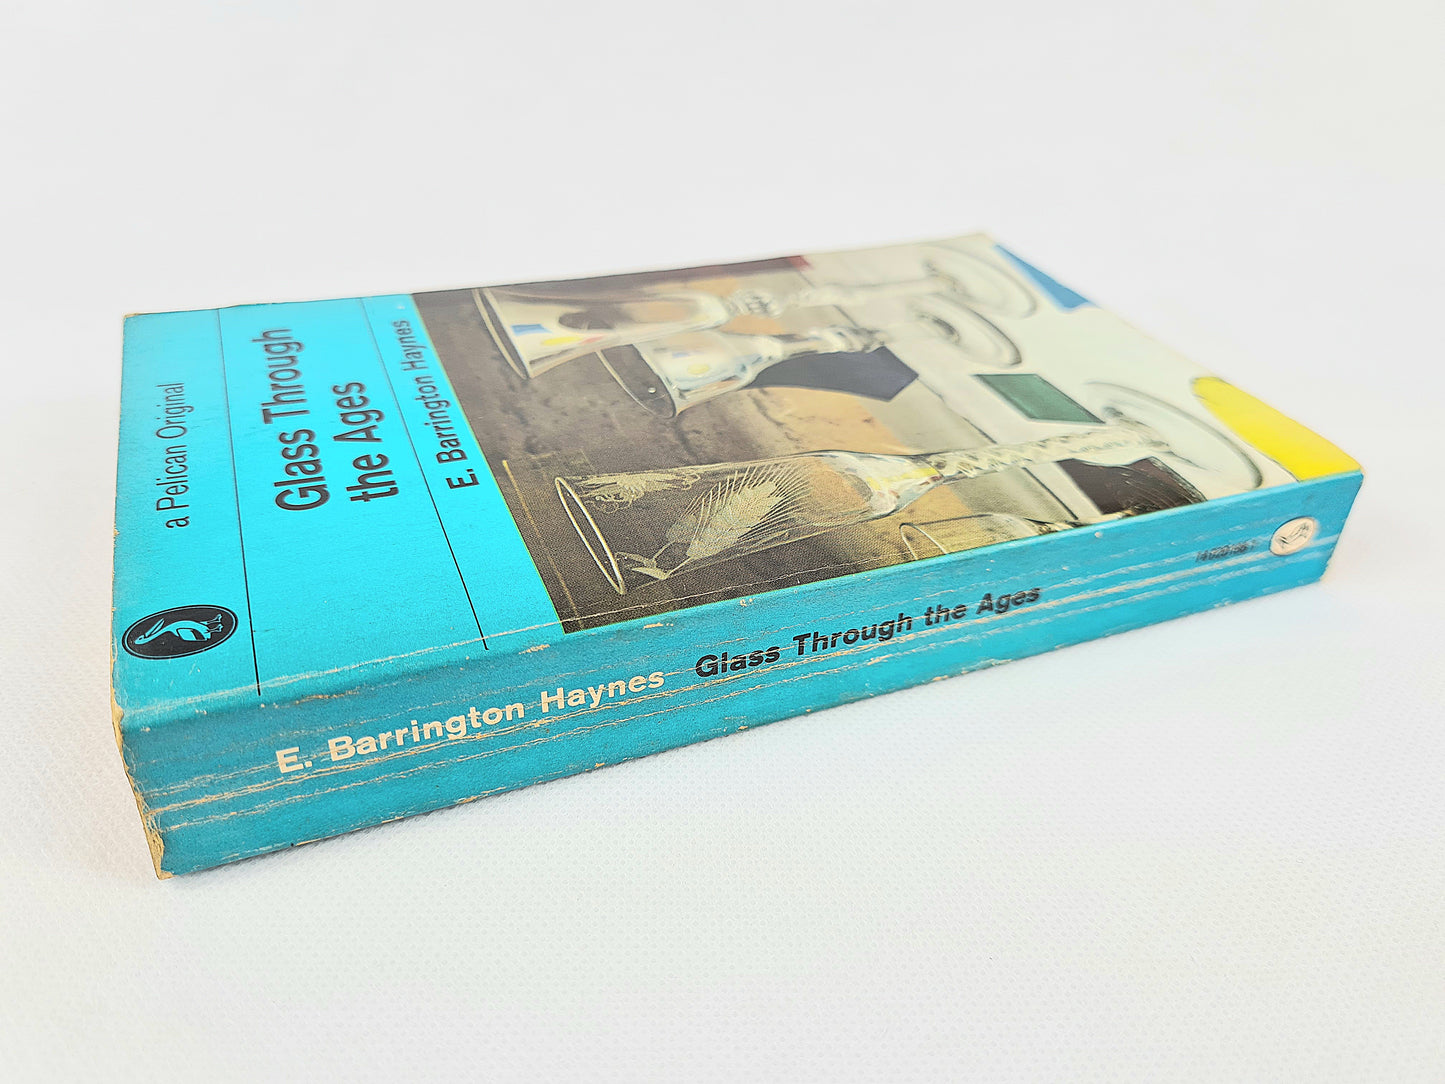 a Pelican Original
Glass Through
the Ages
E. Barrington Haynes
E. Barrington Haynes Glass Through the Ages